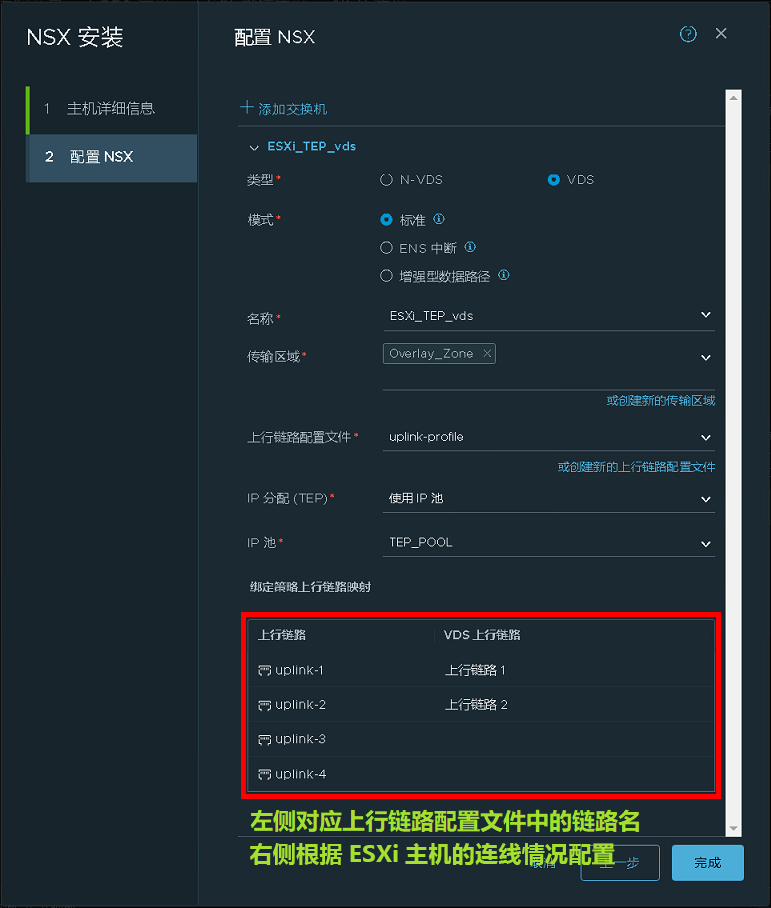 NSX 安装
1 主机详细信息
2 配置 NSX
配置 NSX
添加交换机
ESXi_TEP_vds
类型* N-VDS VDS
模式* 标准
ENS 中断
增强型数据路径
名称* ESXi_TEP_vds
传输区域* Overlay_Zone
或创建新的传输区域
上行链路配置文件* uplink-profile
或创建新的上行链路配置文件
IP 分配 (TEP)* 使用 IP 池
IP 池* TEP_POOL
绑定策略上行链路映射
上行链路 VDS 上行链路
uplink-1 上行链路 1
uplink-2 上行链路 2
uplink-3
uplink-4
左侧对应上行链路配置文件中的链路名
右侧根据 ESXi 主机的连线情况配置
取消 上一步 完成